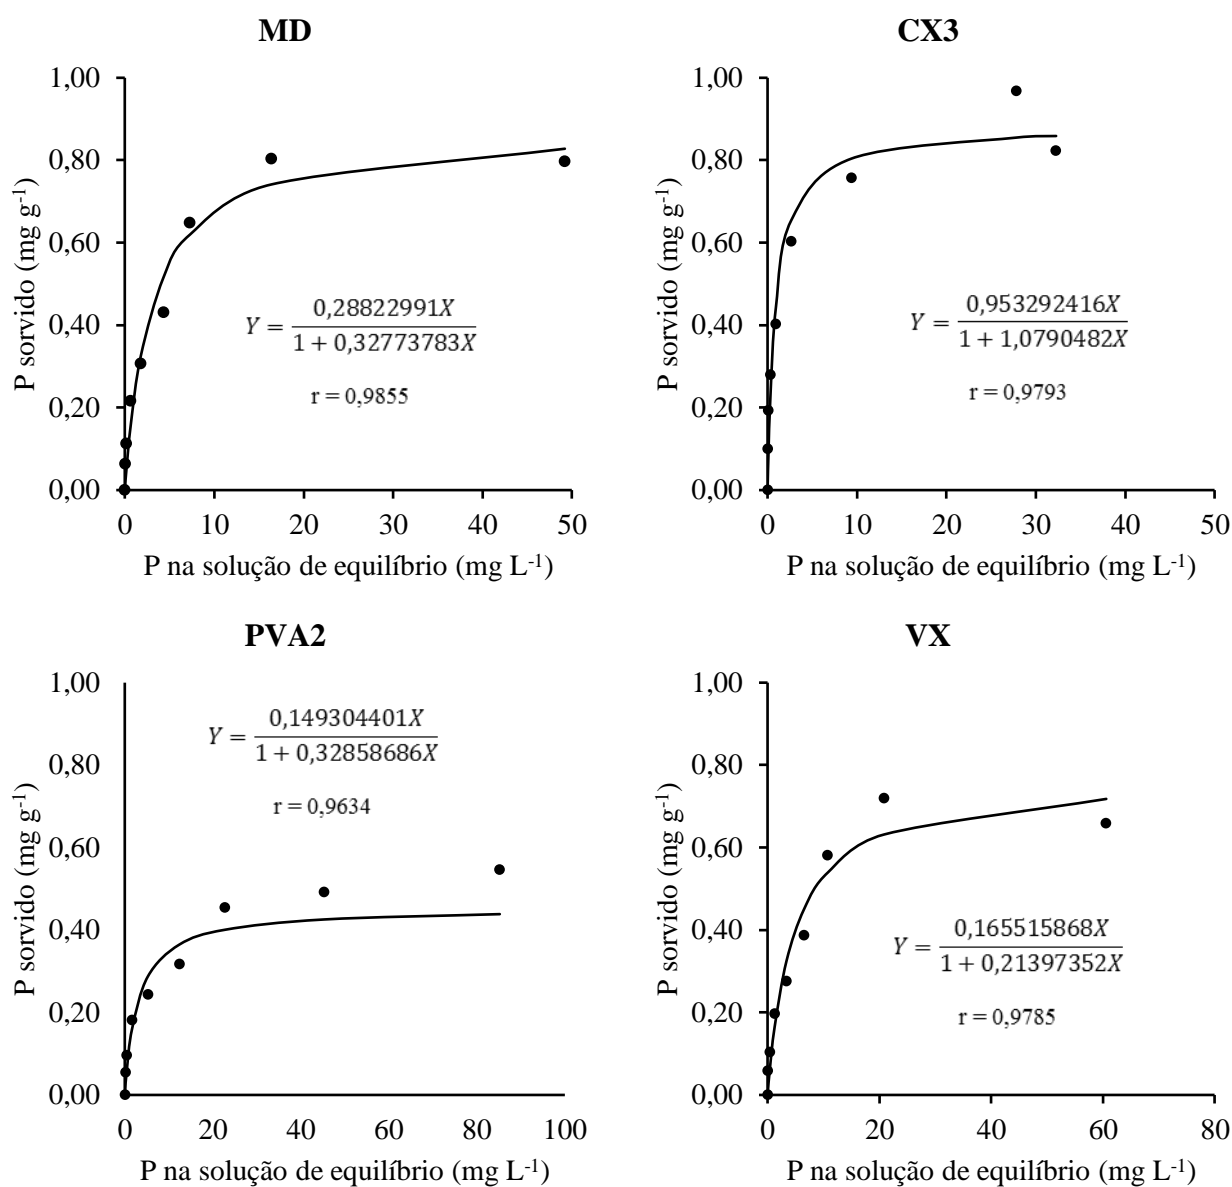 MD
1,00
0,80
0,60
0,40
0,20
0,00
P sorvido (mg g⁻¹)
Y = 0,28822991X / 1 + 0,32773783X
r = 0,9855
0 10 20 30 40 50
P na solução de equilíbrio (mg L⁻¹)
CX3
1,00
0,80
0,60
0,40
0,20
0,00
P sorvido (mg g⁻¹)
Y = 0,953292416X / 1 + 1,0790482X
r = 0,9793
0 10 20 30 40 50
P na solução de equilíbrio (mg L⁻¹)
PVA2
1,00
0,80
0,60
0,40
0,20
0,00
P sorvido (mg g⁻¹)
Y = 0,149304401X / 1 + 0,32858686X
r = 0,9634
0 20 40 60 80 100
P na solução de equilíbrio (mg L⁻¹)
VX
1,00
0,80
0,60
0,40
0,20
0,00
P sorvido (mg g⁻¹)
Y = 0,165515868X / 1 + 0,21397352X
r = 0,9785
0 20 40 60 80
P na solução de equilíbrio (mg L⁻¹)